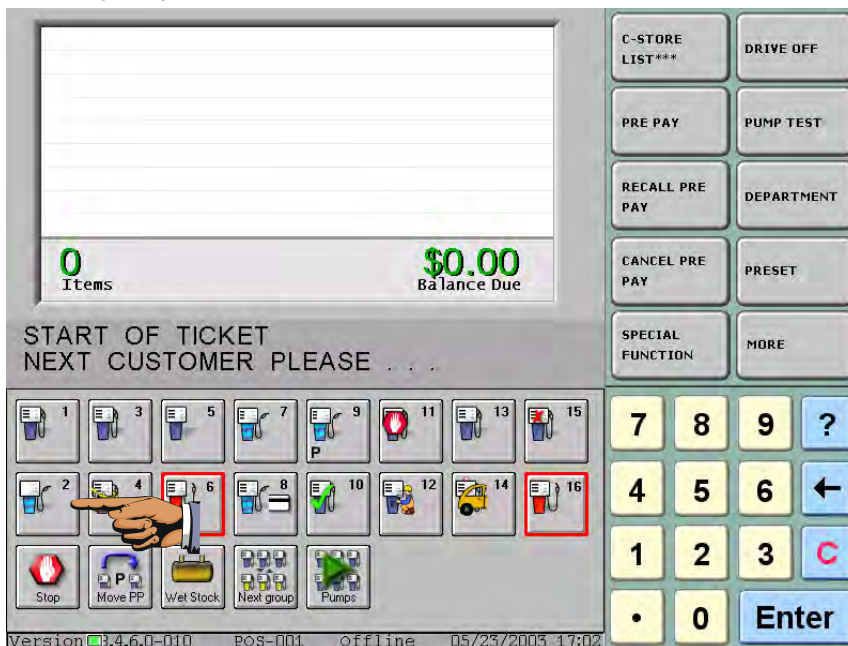 C-STORE
LIST***
DRIVE OFF
PRE PAY
PUMP TEST
RECALL PRE
PAY
DEPARTMENT
CANCEL PRE
PAY
PRESET
SPECIAL
FUNCTION
MORE
0
Items
$0.00
Balance Due
START OF TICKET
NEXT CUSTOMER PLEASE . . .
1
3
5
7
9
P
11
13
15
2
4
6
8
10
12
14
16
Stop
P
Move PP
Wet Stock
Next group
Pumps
7 8 9 ?
4 5 6 ←
1 2 3 C
• 0 Enter
Version 3.4.6.0-010 POS-001 Offline 05/23/2003 17:02